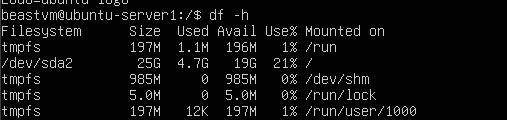 beastvm@ubuntu-server1:/$ df -h
Filesystem      Size  Used Avail Use% Mounted on
tmpfs           197M  1.1M  196M   1% /run
/dev/sda2        25G  4.7G   19G  21% /
tmpfs           985M     0  985M   0% /dev/shm
tmpfs           5.0M     0  5.0M   0% /run/lock
tmpfs           197M   12K  197M   1% /run/user/1000